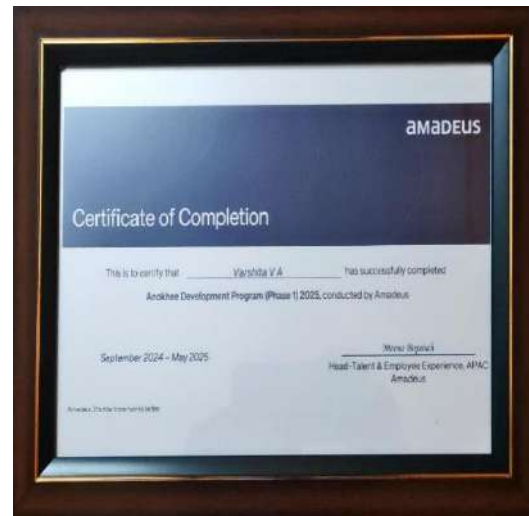 amadeus
Certificate of Completion
This is to certify that Varshita V A has successfully completed
Anokhee Development Program (Phase 1) 2025, conducted by Amadeus
September 2024 – May 2025
Head-Talent & Employee Experience, APAC
Amadeus